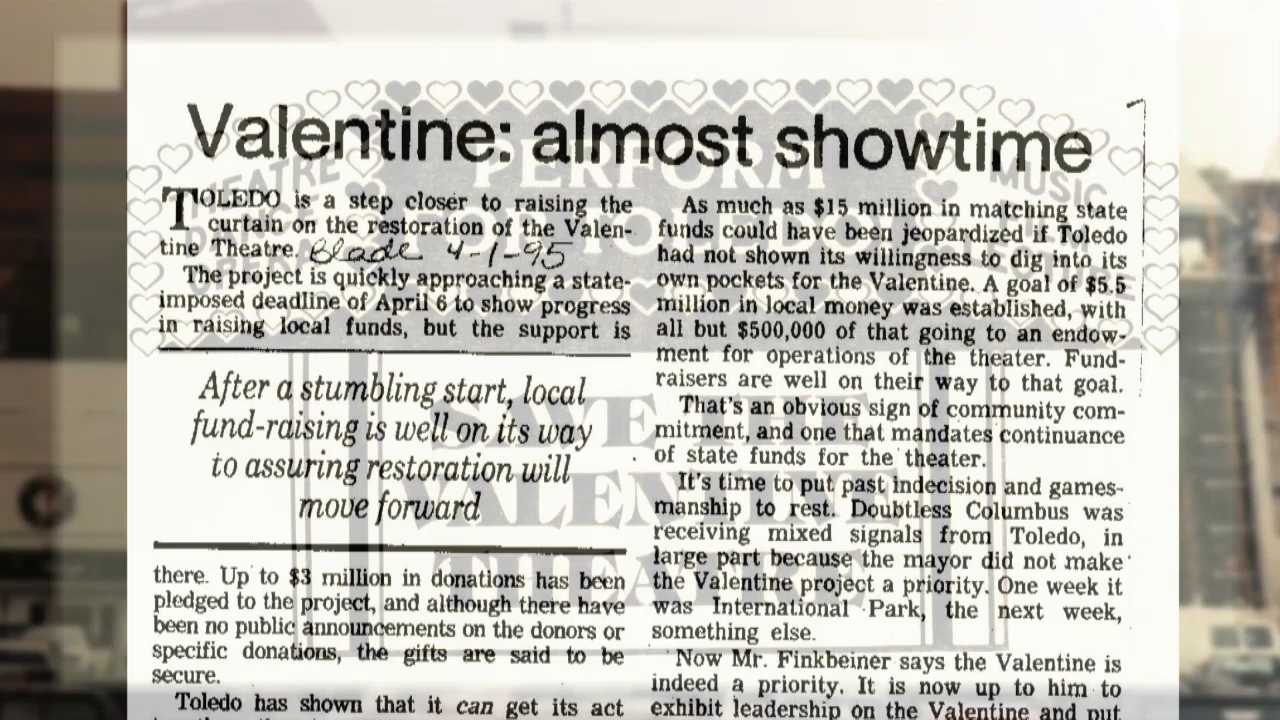 Valentine: almost showtime
TOLEDO is a step closer to raising the
curtain on the restoration of the Valen-
tine Theatre. Blade 4-1-95
The project is quickly approaching a state-
imposed deadline of April 6 to show progress
in raising local funds, but the support is
After a stumbling start, local
fund-raising is well on its way
to assuring restoration will
move forward
there. Up to $3 million in donations has been
pledged to the project, and although there have
been no public announcements on the donors or
specific donations, the gifts are said to be
secure.
Toledo has shown that it can get its act
As much as $15 million in matching state
funds could have been jeopardized if Toledo
had not shown its willingness to dig into its
own pockets for the Valentine. A goal of $5.5
million in local money was established, with
all but $500,000 of that going to an endow-
ment for operations of the theater. Fund-
raisers are well on their way to that goal.
That's an obvious sign of community com-
mitment, and one that mandates continuance
of state funds for the theater.
It's time to put past indecision and games-
manship to rest. Doubtless Columbus was
receiving mixed signals from Toledo, in
large part because the mayor did not make
the Valentine project a priority. One week it
was International Park, the next week,
something else.
Now Mr. Finkbeiner says the Valentine is
indeed a priority. It is now up to him to
exhibit leadership on the Valentine and put
THEATRE
MUSIC
PERFORM
FOR TOLEDO
SAVE THE
VALENTINE
THEATRE